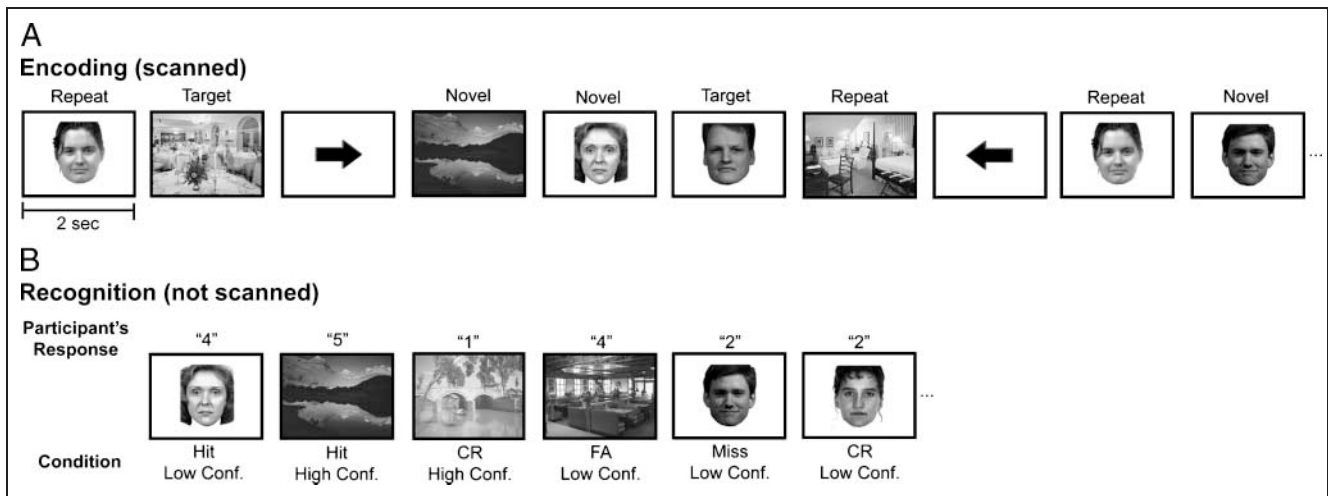 A
Encoding (scanned)
Repeat Target Novel Novel Target Repeat Repeat Novel
...
2 sec
B
Recognition (not scanned)
Participant's
Response
“4” “5” “1” “4” “2” “2”
...
Condition
Hit Hit CR FA Miss CR
Low Conf. High Conf. High Conf. Low Conf. Low Conf. Low Conf.